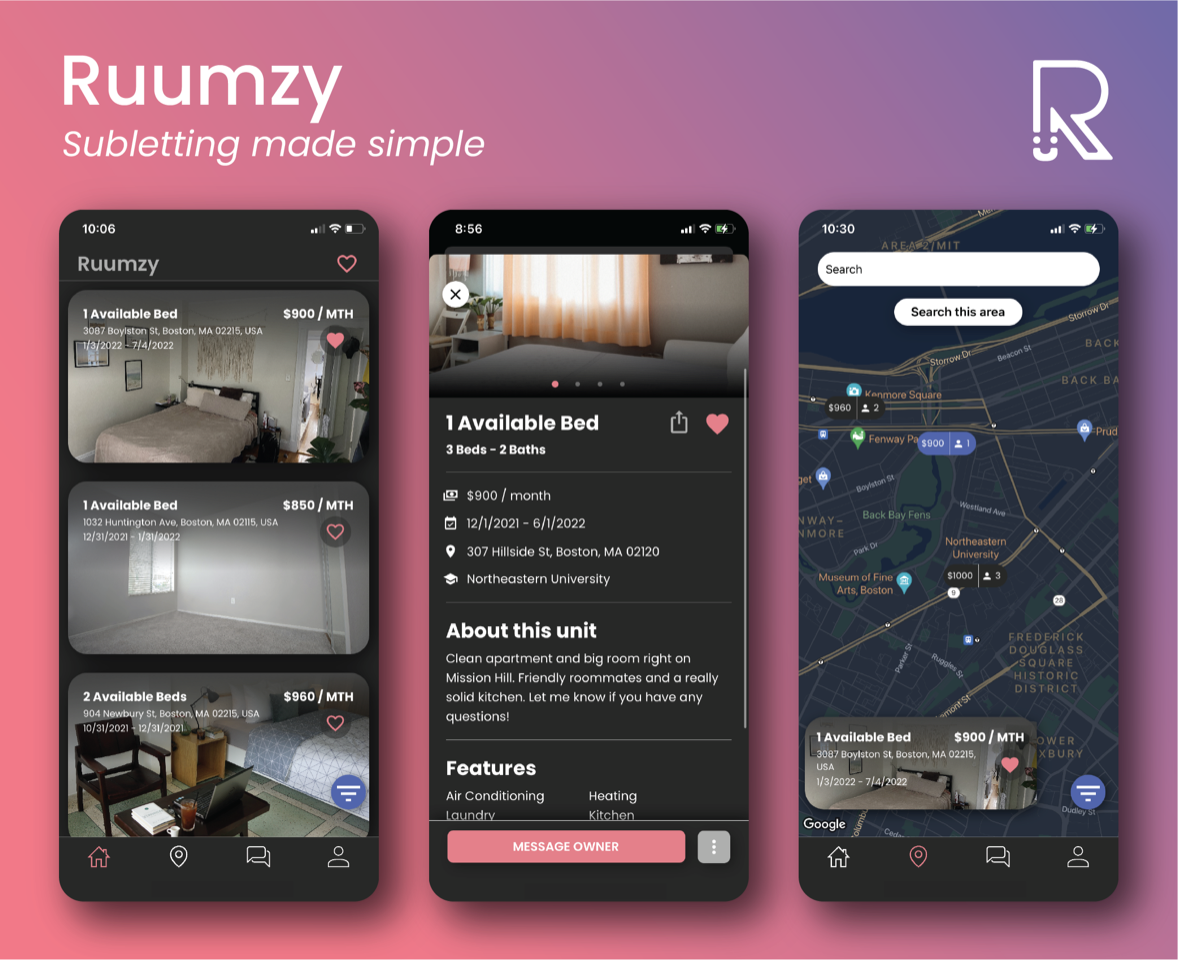 Ruumzy
Subletting made simple
10:06
Ruumzy
1 Available Bed
$900 / MTH
3087 Boylston St, Boston, MA 02215, USA
1/3/2022 - 7/4/2022
1 Available Bed
$850 / MTH
1032 Huntington Ave, Boston, MA 02115, USA
12/31/2021 - 1/31/2022
2 Available Beds
$960 / MTH
904 Newbury St, Boston, MA 02215, USA
10/31/2021 - 12/31/2021
8:56
1 Available Bed
3 Beds - 2 Baths
$900 / month
12/1/2021 - 6/1/2022
307 Hillside St, Boston, MA 02120
Northeastern University
About this unit
Clean apartment and big room right on
Mission Hill. Friendly roommates and a really
solid kitchen. Let me know if you have any
questions!
Features
Air Conditioning
Heating
Laundry
Kitchen
MESSAGE OWNER
10:30
AREA 2/MIT
Search
Search this area
Storrow Dr
Storrow Dr
Beacon St
BACK
BACK BA
Kenmore Square
$960
2
Fenway Pa
$900
1
Prud
get
Boylston St
Westland Ave
Back Bay Fens
NWAY–
NMORE
Park Dr
Northeastern
University
Museum of Fine
Arts, Boston
$1000
3
9
28
Parker St
Ruggles St
FREDERICK
DOUGLASS
SQUARE
HISTORIC
DISTRICT
emont St
1 Available Bed
$900 / MTH
3087 Boylston St, Boston, MA 02215,
USA
1/3/2022 - 7/4/2022
OWER
XBURY
Dudley St
Google